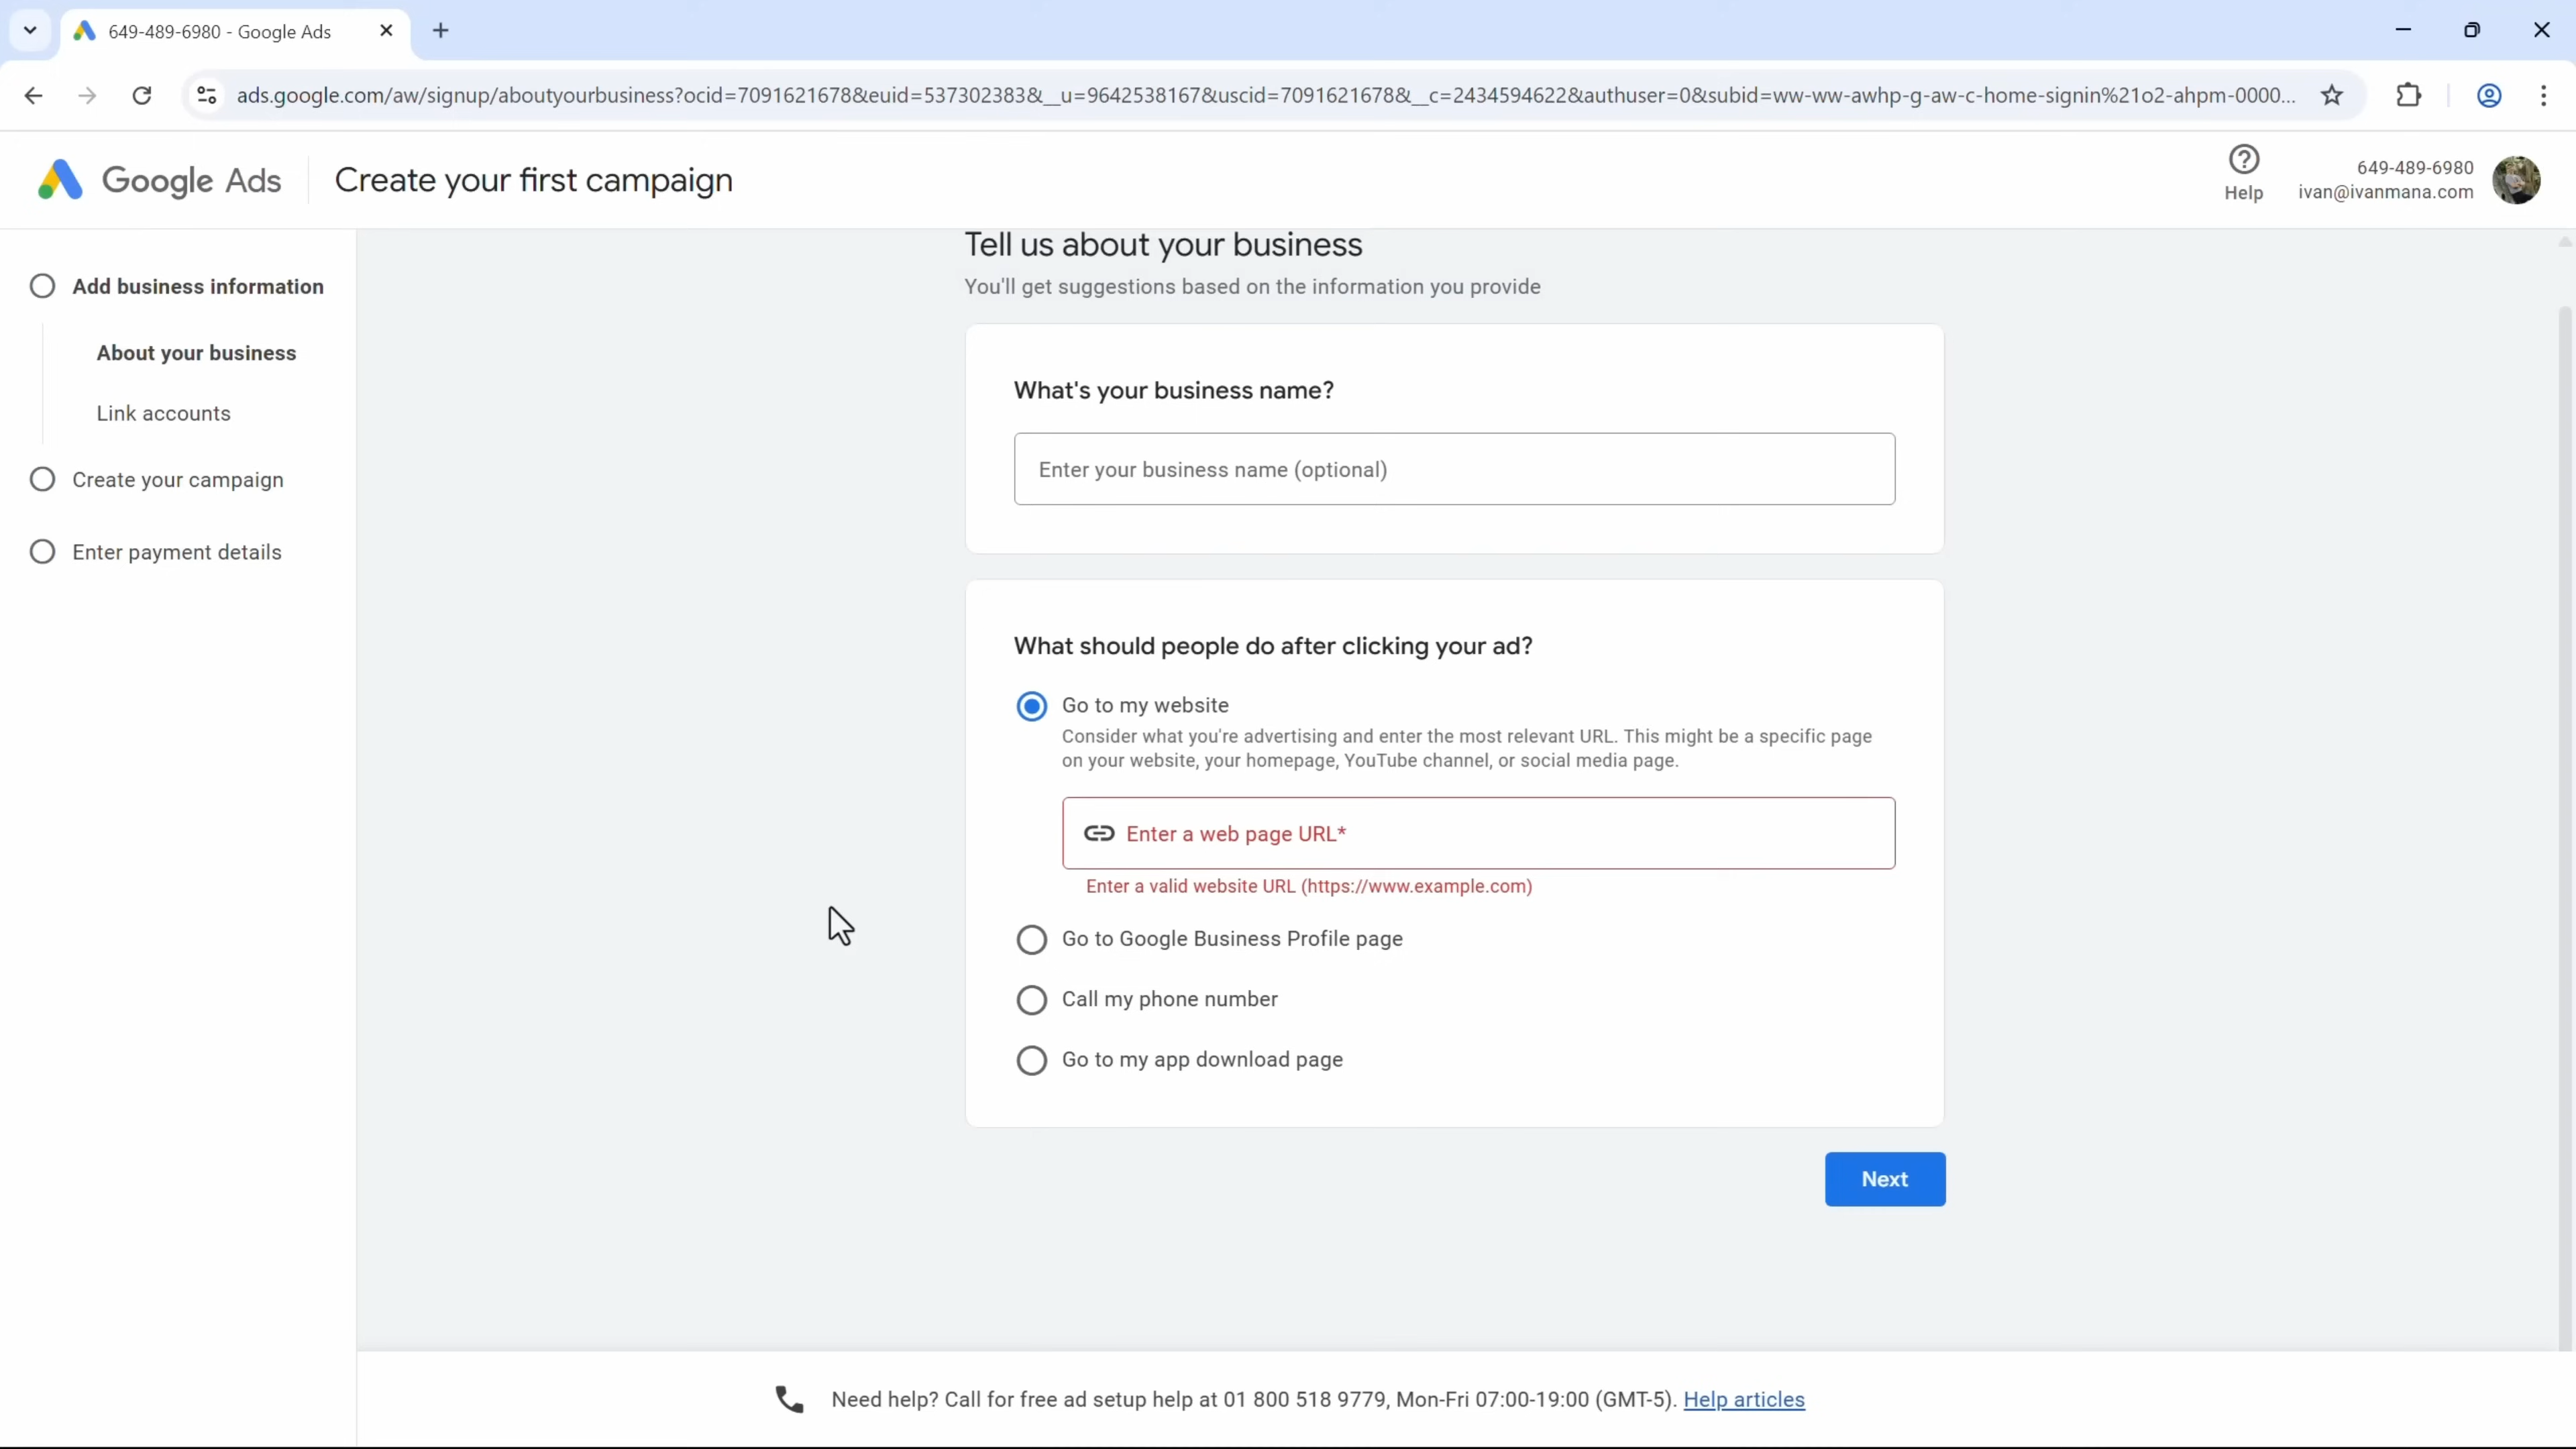 649-489-6980 - Google Ads
ads.google.com/aw/signup/aboutyourbusiness?ocid=7091621678&euid=537302383&__u=9642538167&uscid=7091621678&__c=2434594622&authuser=0&subid=ww-ww-awhp-g-aw-c-home-signin%21o2-ahpm-0000...
Google Ads
Create your first campaign
Help
649-489-6980
ivan@ivanmana.com
Add business information
About your business
Link accounts
Create your campaign
Enter payment details
Tell us about your business
You'll get suggestions based on the information you provide
What's your business name?
Enter your business name (optional)
What should people do after clicking your ad?
Go to my website
Consider what you're advertising and enter the most relevant URL. This might be a specific page
on your website, your homepage, YouTube channel, or social media page.
Enter a web page URL*
Enter a valid website URL (https://www.example.com)
Go to Google Business Profile page
Call my phone number
Go to my app download page
Next
Need help? Call for free ad setup help at 01 800 518 9779, Mon-Fri 07:00-19:00 (GMT-5). Help articles